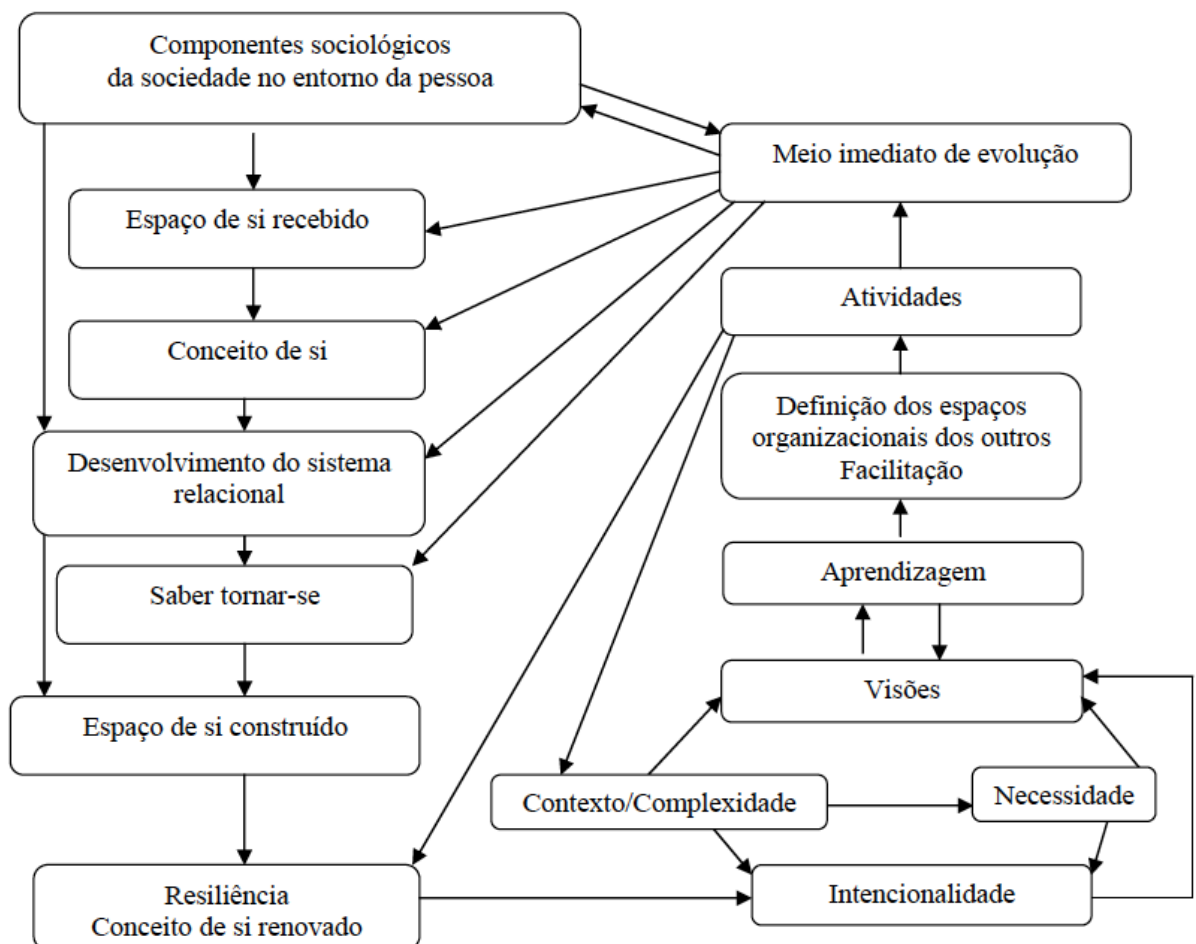 Componentes sociológicos
da sociedade no entorno da pessoa
Meio imediato de evolução
Espaço de si recebido
Atividades
Conceito de si
Definição dos espaços
organizacionais dos outros
Facilitação
Desenvolvimento do sistema
relacional
Aprendizagem
Saber tornar-se
Visões
Espaço de si construído
Contexto/Complexidade
Necessidade
Resiliência
Conceito de si renovado
Intencionalidade